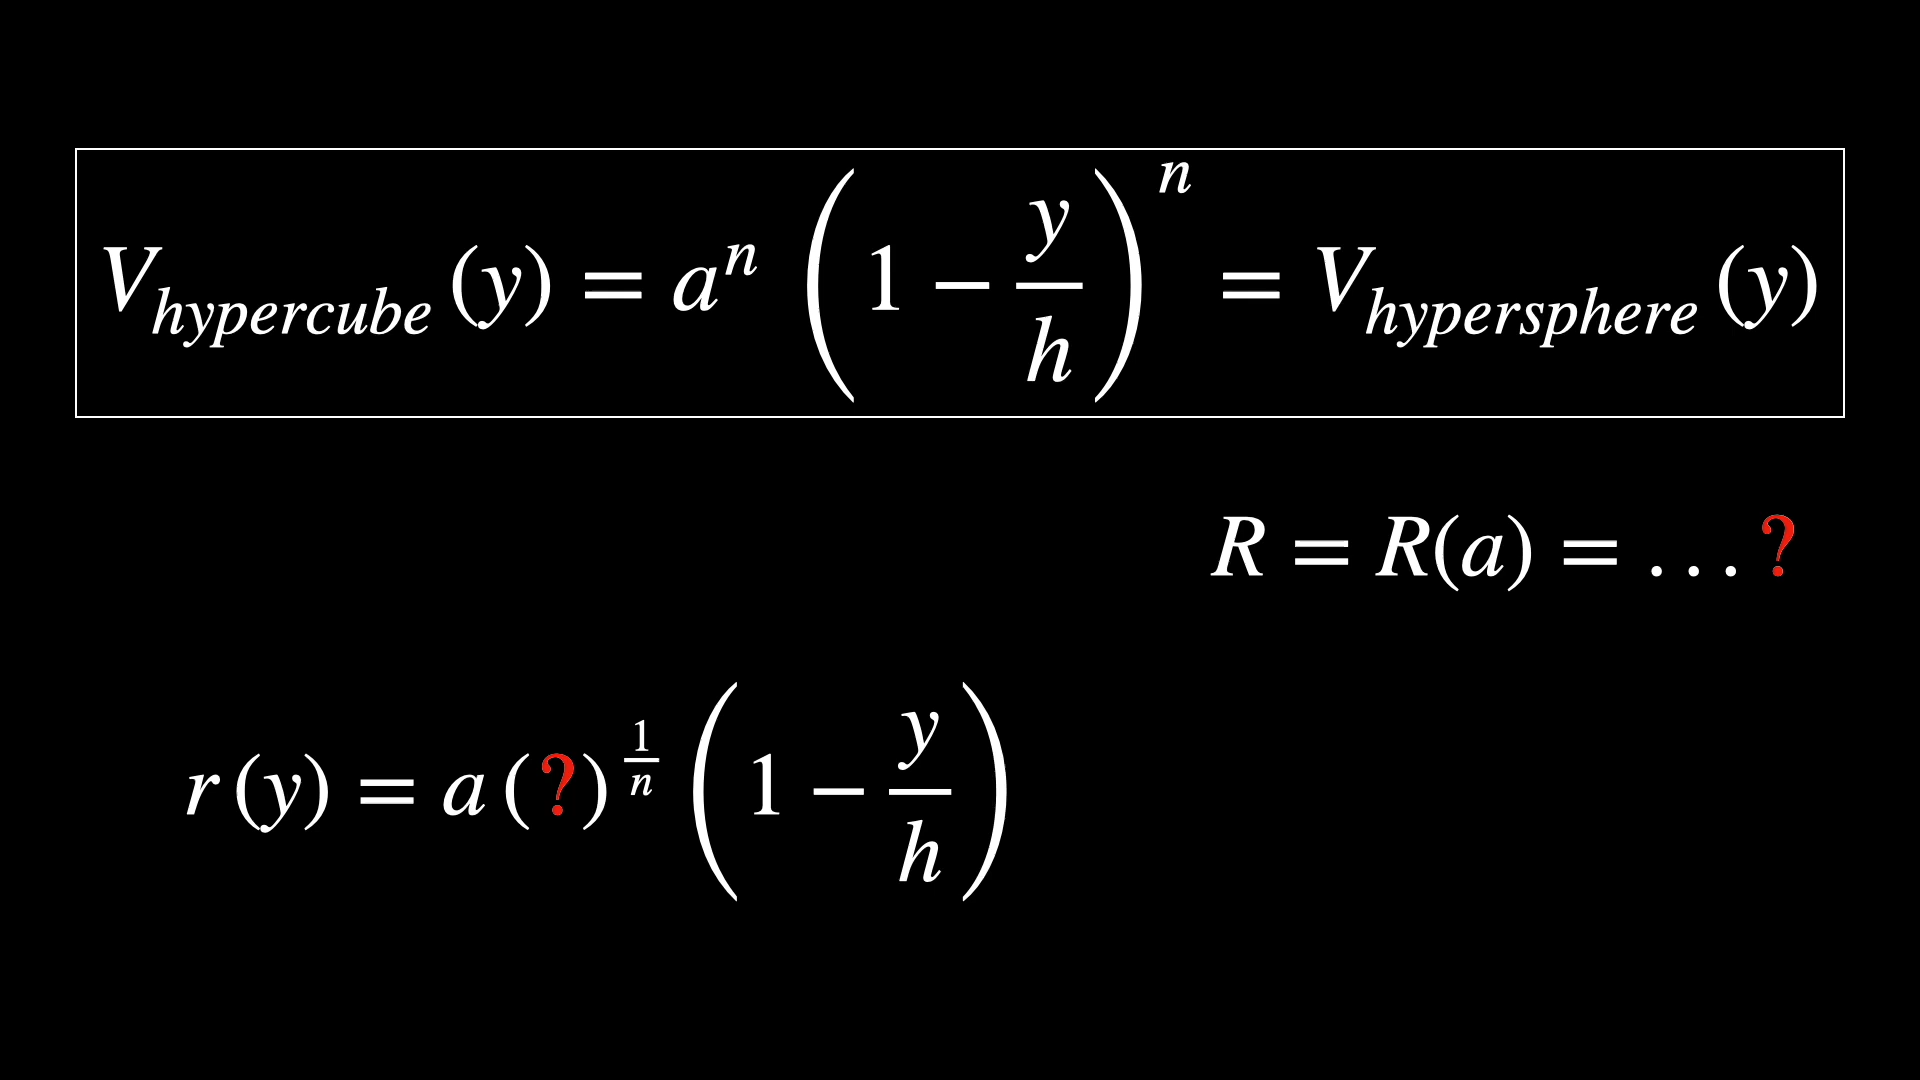 V_hypercube (y) = a^n (1 − y/h)^n = V_hypersphere (y)
R = R(a) = . . . ?
r (y) = a (?)^(1/n) (1 − y/h)